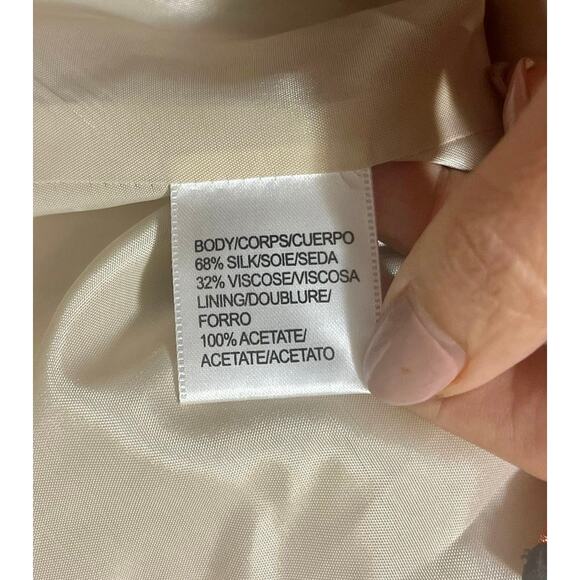 BODY/CORPS/CUERPO
68% SILK/SOIE/SEDA
32% VISCOSE/VISCOSA
LINING/DOUBLURE/
FORRO
100% ACETATE/
ACETATE/ACETATO